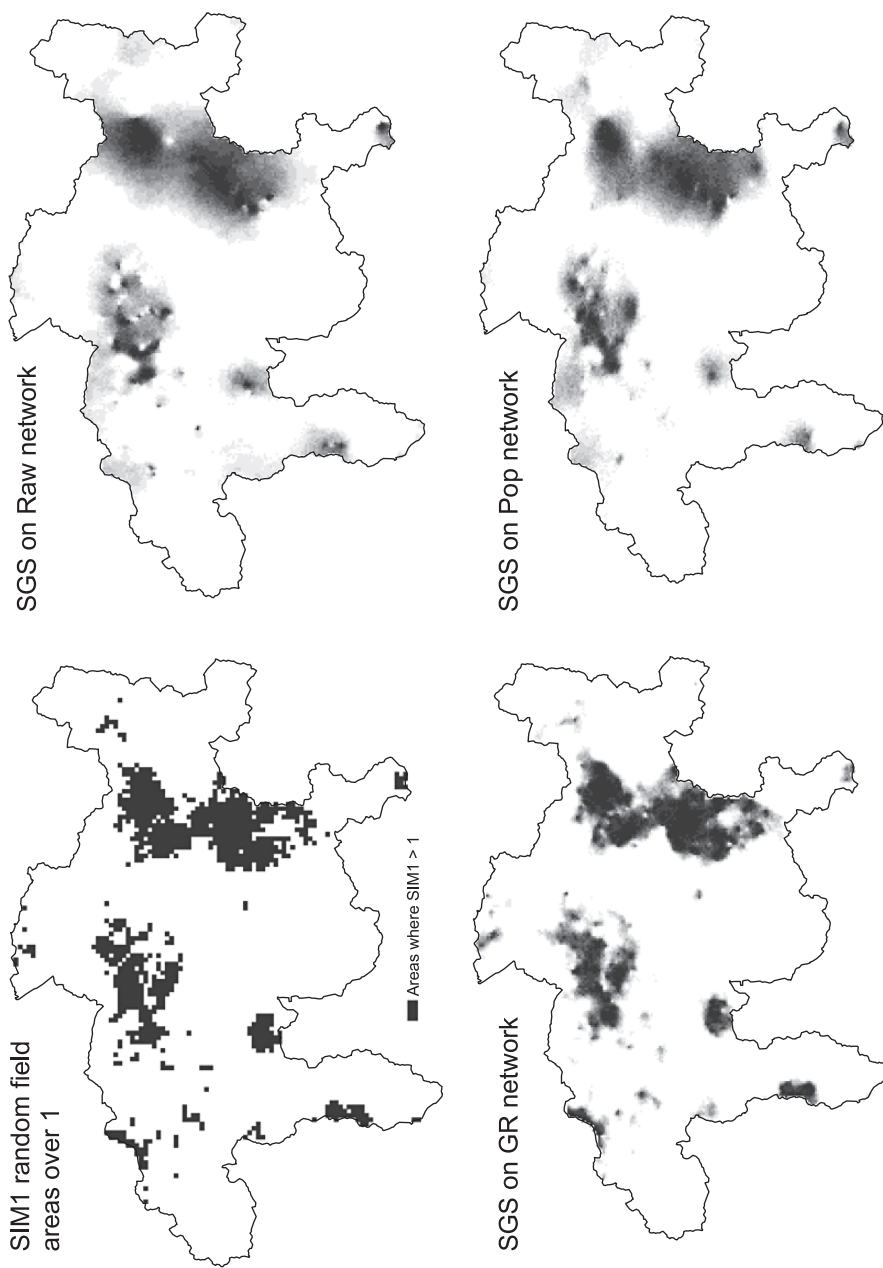 SIM1 random field
areas over 1
Areas where SIM1 > 1
SGS on Raw network
SGS on GR network
SGS on Pop network